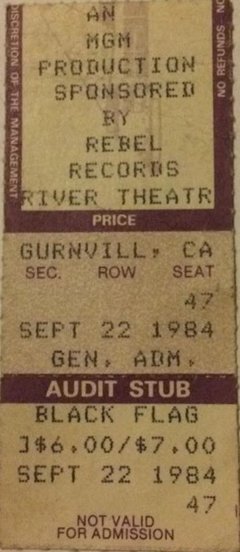 AN
MGM
PRODUCTION
SPONSORED
BY
REBEL
RECORDS
RIVER THEATR
DISCRETION OF THE MANAGEMENT
NO REFUNDS - NO
PRICE
GURNVILL, CA
SEC. ROW SEAT
47
SEPT 22 1984
GEN. ADM.
AUDIT STUB
BLACK FLAG
]$6.00/$7.00
SEPT 22 1984
47
NOT VALID
FOR ADMISSION